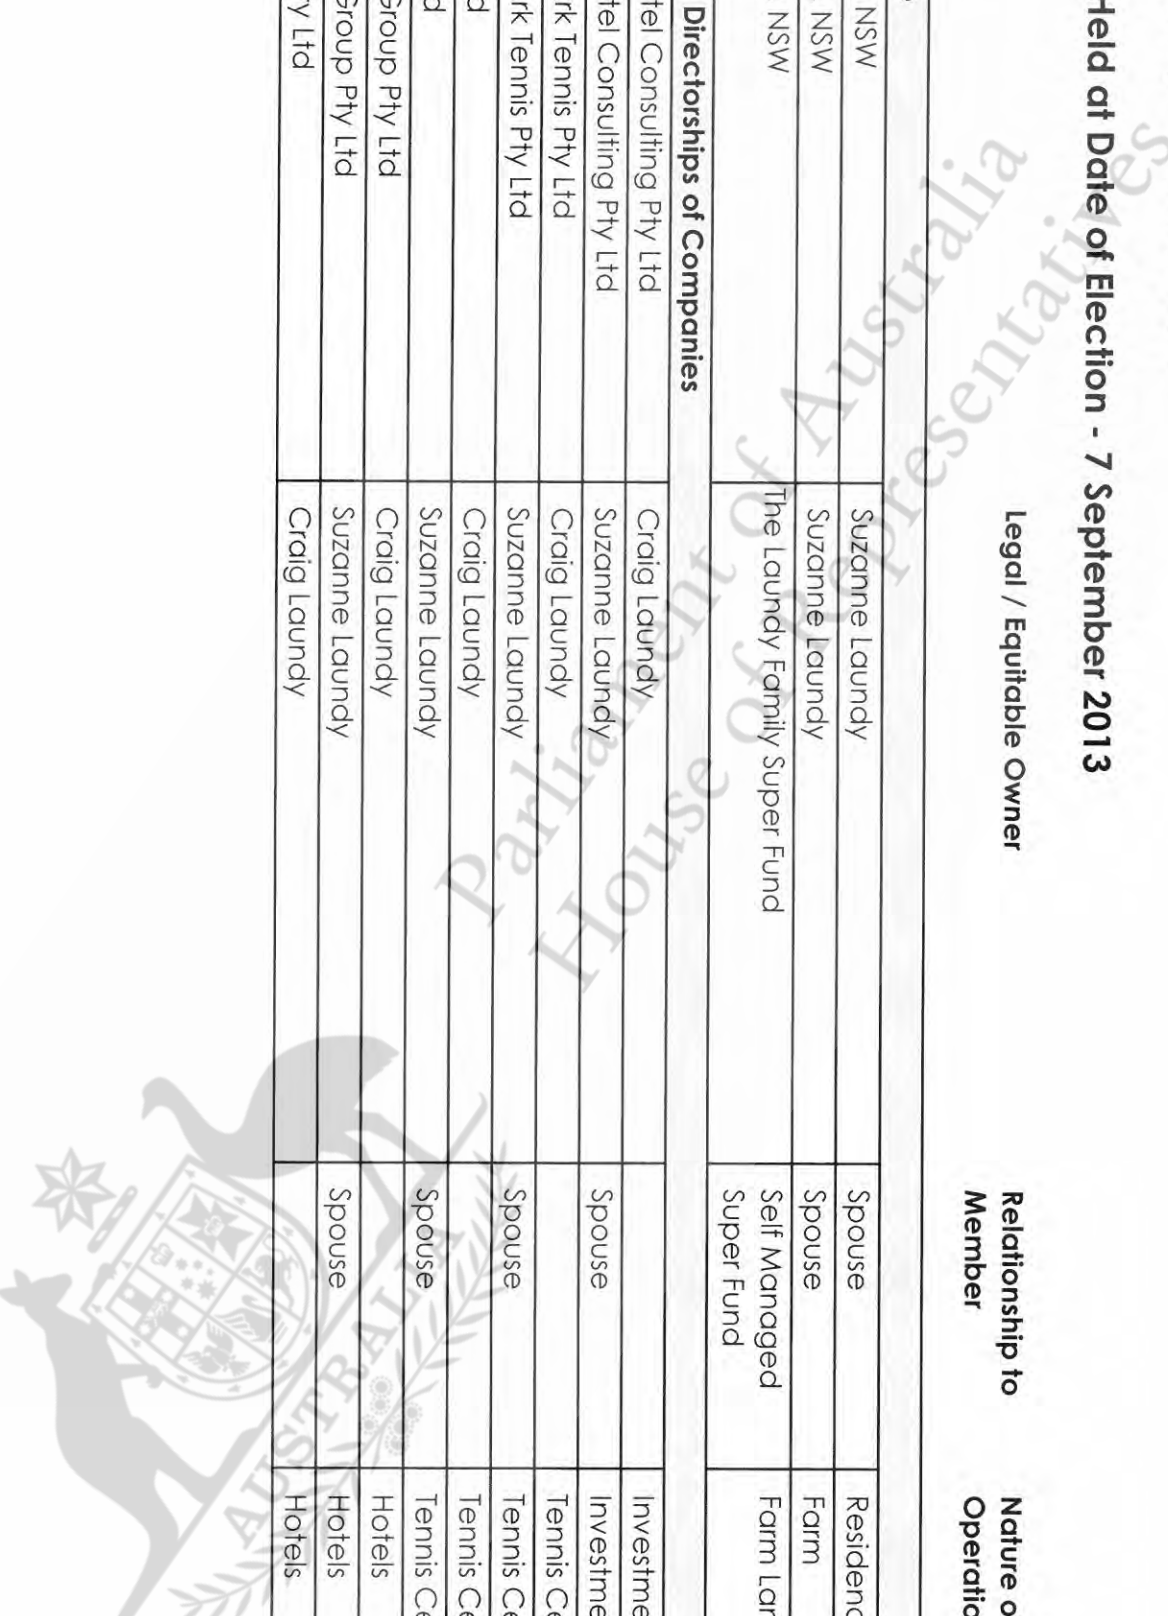 Held at Date of Election - 7 September 2013
Legal / Equitable Owner
Relationship to
Member
Nature o
Operatio
NSW Suzanne Laundy Spouse Residenc
NSW Suzanne Laundy Spouse Farm
NSW The Laundy Family Super Fund Self Managed Farm Lan
Super Fund
Directorships of Companies
tel Consulting Pty Ltd Craig Laundy Investme
tel Consulting Pty Ltd Suzanne Laundy Spouse Investme
rk Tennis Pty Ltd Craig Laundy Tennis Ce
rk Tennis Pty Ltd Suzanne Laundy Spouse Tennis Ce
d Craig Laundy Tennis Ce
d Suzanne Laundy Spouse Tennis Ce
Group Pty Ltd Craig Laundy Hotels
Group Pty Ltd Suzanne Laundy Spouse Hotels
y Ltd Craig Laundy Hotels
Parliament of Australia
House of Representatives
AUSTRALIA